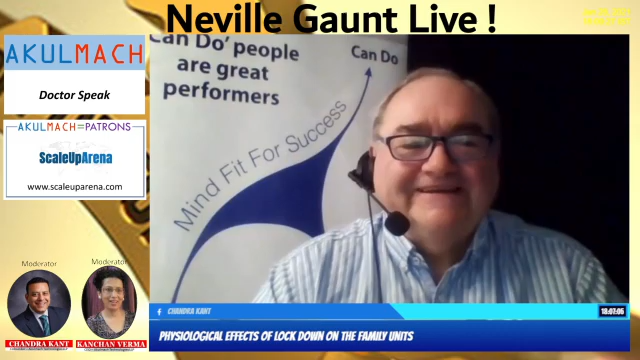 Neville Gaunt Live !
AKULMACH
Doctor Speak
AKULMACH=PATRONS
ScaleUpArena
www.scaleuparena.com
Can Do' people
are great
performers
Can Do
Mind Fit For Success
Moderator
Moderator
CHANDRA KANT
KANCHAN VERMA
CHANDRA KANT
18:07:05
PHYSIOLOGICAL EFFECTS OF LOCK DOWN ON THE FAMILY UNITS